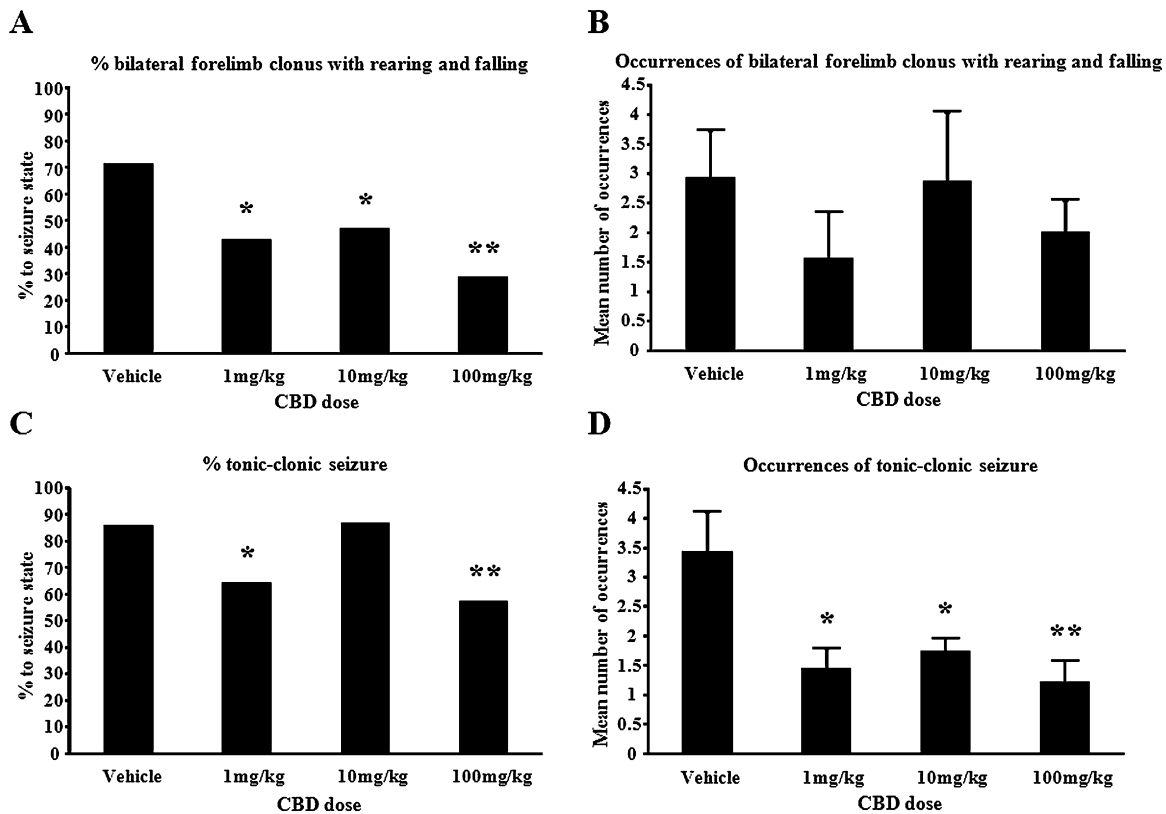 A
% bilateral forelimb clonus with rearing and falling
% to seizure state
100
90
80
70
60
50
40
30
20
10
0
*
*
**
Vehicle 1mg/kg 10mg/kg 100mg/kg
CBD dose
B
Occurrences of bilateral forelimb clonus with rearing and falling
Mean number of occurrences
4.5
4
3.5
3
2.5
2
1.5
1
0.5
0
Vehicle 1mg/kg 10mg/kg 100mg/kg
CBD dose
C
% tonic-clonic seizure
% to seizure state
100
90
80
70
60
50
40
30
20
10
0
*
**
Vehicle 1mg/kg 10mg/kg 100mg/kg
CBD dose
D
Occurrences of tonic-clonic seizure
Mean number of occurrences
4.5
4
3.5
3
2.5
2
1.5
1
0.5
0
*
*
**
Vehicle 1mg/kg 10mg/kg 100mg/kg
CBD dose